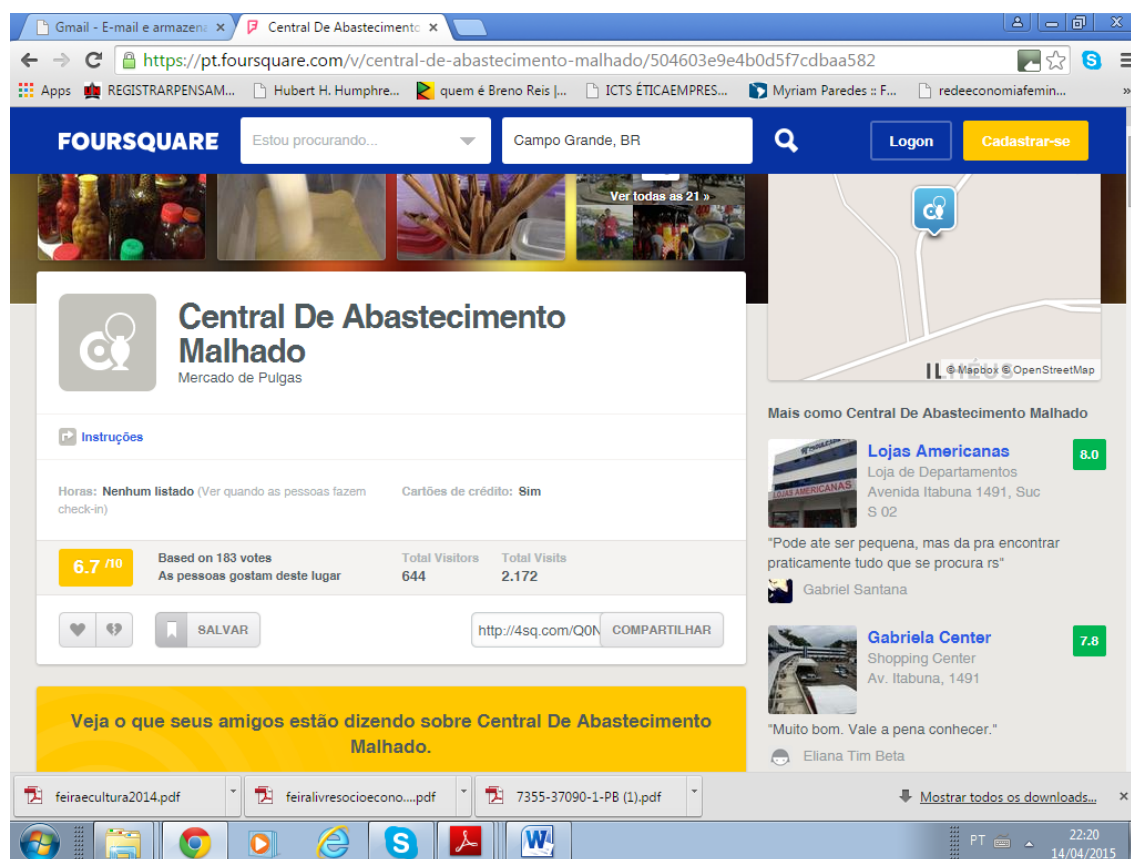 Gmail - E-mail e armazena
Central De Abastecimento
https://pt.foursquare.com/v/central-de-abastecimento-malhado/504603e9e4b0d5f7cdbaa582
Apps REGISTRARPENSAM... Hubert H. Humphre... quem é Breno Reis |... ICTS ÉTICAEMPRES... Myriam Paredes :: F... redeeconomiafemin... »
FOURSQUARE Estou procurando... Campo Grande, BR Logon Cadastrar-se
Ver todas as 21 »
Central De Abastecimento
Malhado
Mercado de Pulgas
Instruções
Horas: Nenhum listado (Ver quando as pessoas fazem
check-in)
Cartões de crédito: Sim
6.7 /10
Based on 183 votes
As pessoas gostam deste lugar
Total Visitors
644
Total Visits
2.172
SALVAR
http://4sq.com/Q0N
COMPARTILHAR
Veja o que seus amigos estão dizendo sobre Central De Abastecimento
Malhado.
ILHÉUS
© Mapbox © OpenStreetMap
Mais como Central De Abastecimento Malhado
LOJAS AMERICANAS
Lojas Americanas
8.0
Loja de Departamentos
Avenida Itabuna 1491, Suc
S 02
"Pode ate ser pequena, mas da pra encontrar
praticamente tudo que se procura rs"
Gabriel Santana
Gabriela Center
7.8
Shopping Center
Av. Itabuna, 1491
"Muito bom. Vale a pena conhecer."
Eliana Tim Beta
feiraecultura2014.pdf feiralivresocioecono....pdf 7355-37090-1-PB (1).pdf Mostrar todos os downloads...
PT 22:20
14/04/2015